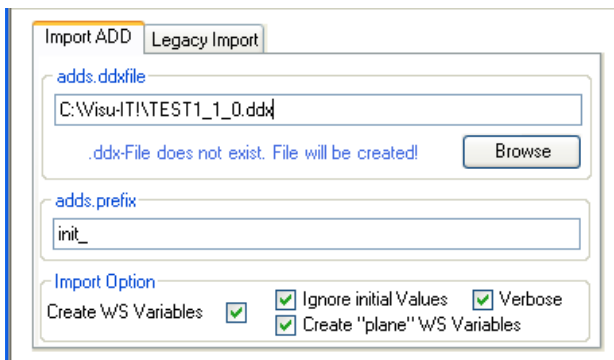 Import ADD Legacy Import
adds.ddxfile
C:\Visu-IT!\TEST1_1_0.ddx
.ddx-File does not exist. File will be created! Browse
adds.prefix
init_
Import Option
Create WS Variables Ignore initial Values Verbose
Create "plane" WS Variables